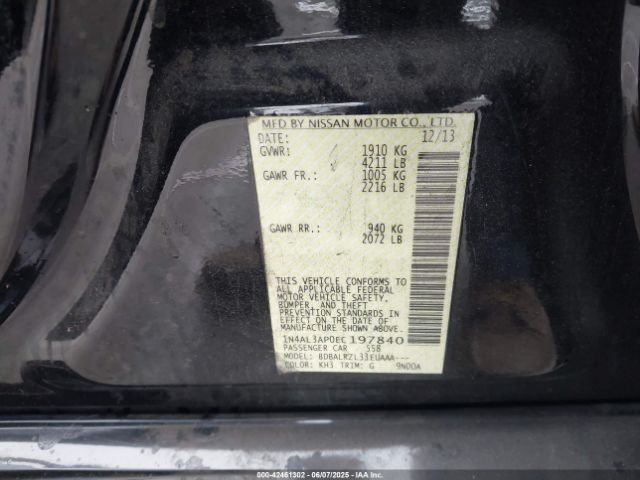 MFD BY NISSAN MOTOR CO., LTD.
DATE: 12/13
GVWR: 1910 KG
4211 LB
GAWR FR.: 1005 KG
2216 LB
GAWR RR.: 940 KG
2072 LB
THIS VEHICLE CONFORMS TO
ALL APPLICABLE FEDERAL
MOTOR VEHICLE SAFETY,
BUMPER, AND THEFT
PREVENTION STANDARDS
IN EFFECT ON THE DATE OF
MANUFACTURE SHOWN ABOVE.
1N4AL3AP0EC197840
PASSENGER CAR 558
MODEL: BDBALRZL33EUAAA---
COLOR: KH3 TRIM: G 9N00A
000-42461302 - 06/07/2025 - IAAI.COM